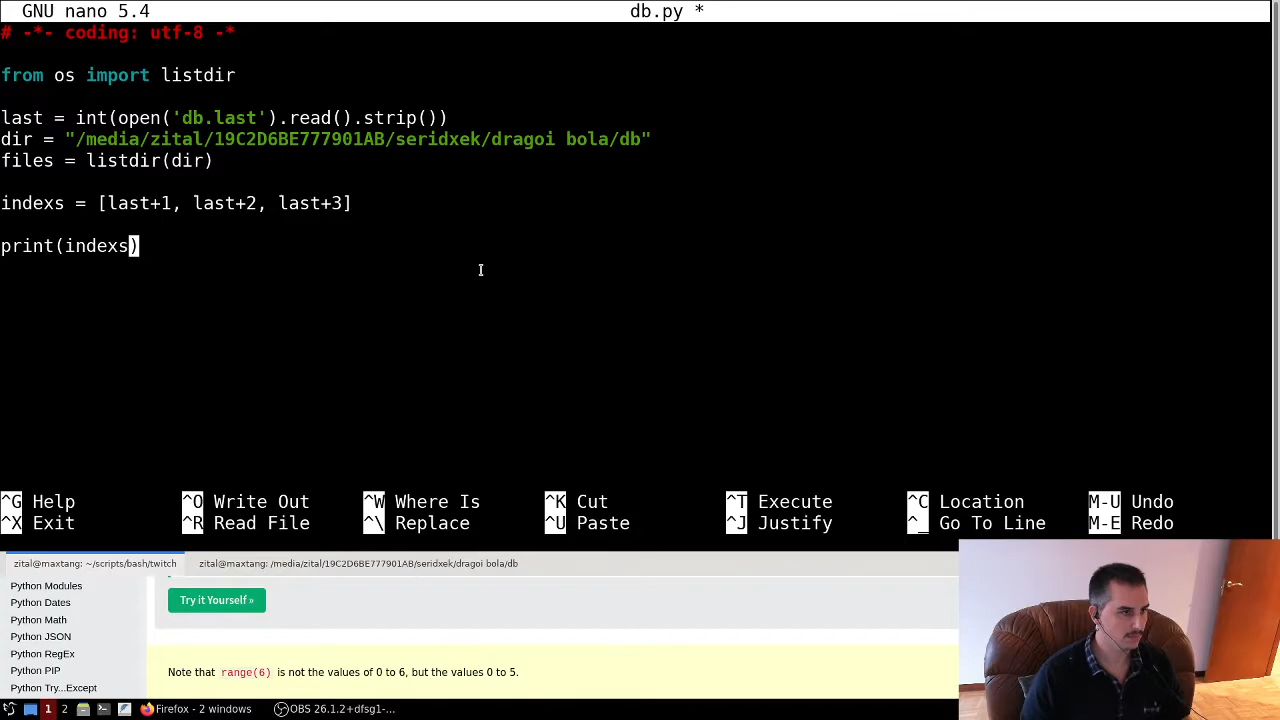 GNU nano 5.4 db.py *
# -*- coding: utf-8 -*
from os import listdir
last = int(open('db.last').read().strip())
dir = "/media/zital/19C2D6BE777901AB/seridxek/dragoi bola/db"
files = listdir(dir)
indexs = [last+1, last+2, last+3]
print(indexs)
^G Help ^O Write Out ^W Where Is ^K Cut ^T Execute ^C Location M-U Undo
^X Exit ^R Read File ^\ Replace ^U Paste ^J Justify ^_ Go To Line M-E Redo
zital@maxtang: ~/scripts/bash/twitch zital@maxtang: /media/zital/19C2D6BE777901AB/seridxek/dragoi bola/db
Python Modules
Python Dates
Python Math
Python JSON
Python RegEx
Python PIP
Python Try...Except
Try it Yourself »
Note that range(6) is not the values of 0 to 6, but the values 0 to 5.
1 2 Firefox - 2 windows OBS 26.1.2+dfsg1-...